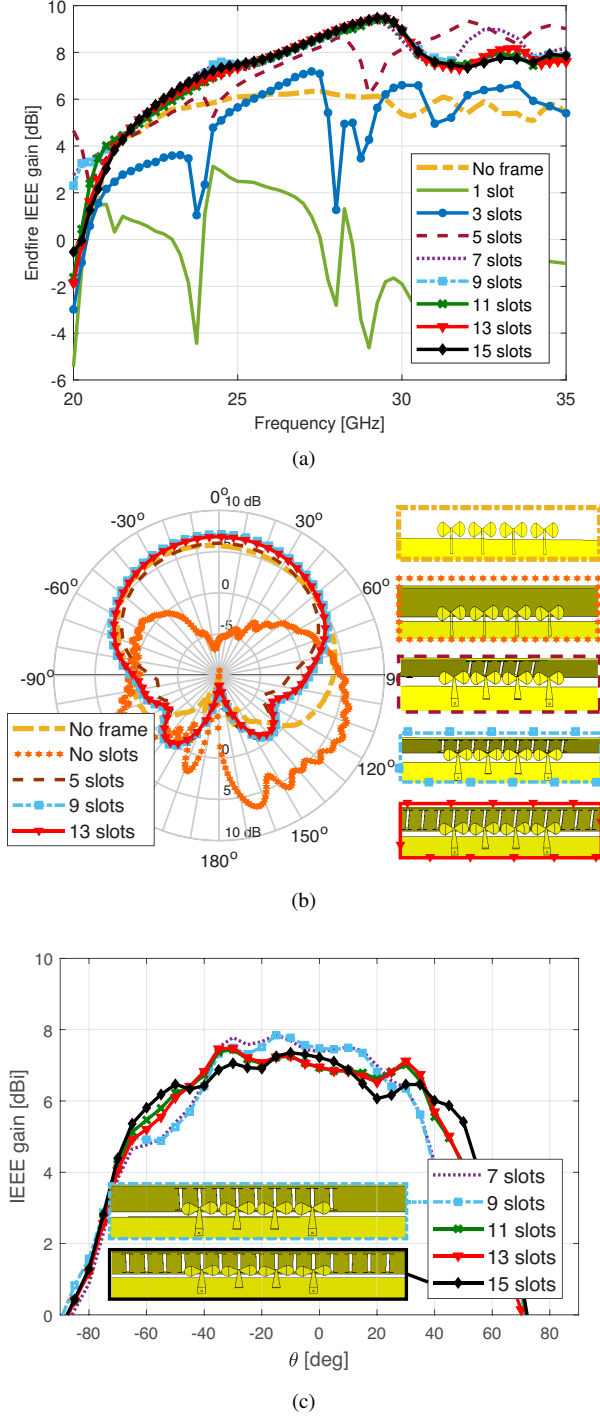 10
8
6
4
2
0
-2
-4
-6
Endfire IEEE gain [dBi]
20
25
30
35
Frequency [GHz]
No frame
1 slot
3 slots
5 slots
7 slots
9 slots
11 slots
13 slots
15 slots
(a)
0° 10 dB
-30°
30°
-60°
60°
0
-5
-90°
120°
0
5
10 dB
150°
180°
No frame
No slots
5 slots
9 slots
13 slots
(b)
10
8
6
4
2
0
IEEE gain [dBi]
-80
-60
-40
-20
0
20
40
60
80
θ [deg]
7 slots
9 slots
11 slots
13 slots
15 slots
(c)